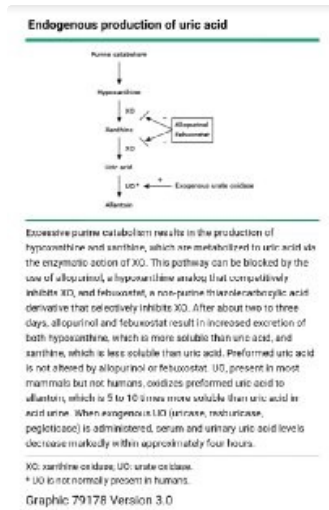 Endogenous production of uric acid
Purine catabolism
Hypoxanthine
XO
Allopurinol
Febuxostat
Xanthine
XO
Uric acid
UO* + Exogenous urate oxidase
Allantoin
Excessive purine catabolism results in the production of
hypoxanthine and xanthine, which are metabolized to uric acid via
the enzymatic action of XO. This pathway can be blocked by the
use of allopurinol, a hypoxanthine analog that competitively
inhibits XO, and febuxostat, a non-purine thiazolecarboxylic acid
derivative that selectively inhibits XO. After about two to three
days, allopurinol and febuxostat result in increased excretion of
both hypoxanthine, which is more soluble than uric acid, and
xanthine, which is less soluble than uric acid. Preformed uric acid
is not altered by allopurinol or febuxostat. UO, present in most
mammals but not humans, oxidizes preformed uric acid to
allantoin, which is 5 to 10 times more soluble than uric acid in
acid urine. When exogenous UO (uricase, rasburicase,
pegloticase) is administered, serum and urinary uric acid levels
decrease markedly within approximately four hours.
XO: xanthine oxidase; UO: urate oxidase.
* UO is not normally present in humans.
Graphic 79178 Version 3.0